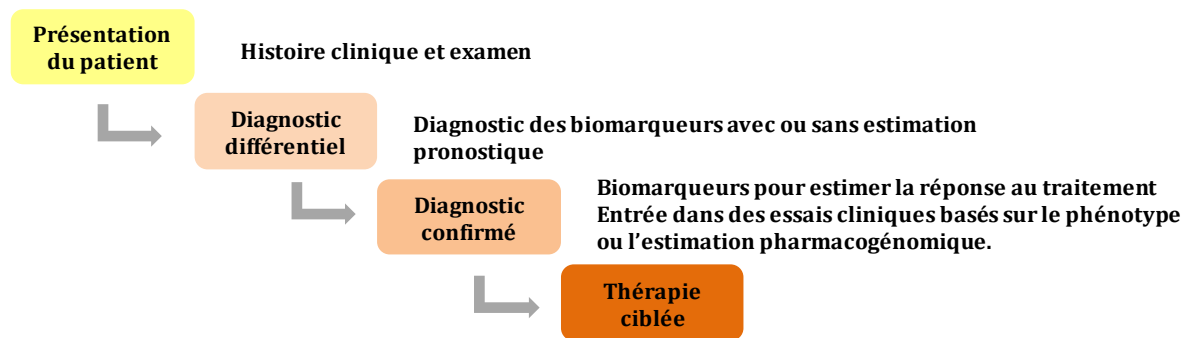 Présentation
du patient
Histoire clinique et examen
Diagnostic
différentiel
Diagnostic des biomarqueurs avec ou sans estimation
pronostique
Diagnostic
confirmé
Biomarqueurs pour estimer la réponse au traitement
Entrée dans des essais cliniques basés sur le phénotype
ou l’estimation pharmacogénomique.
Thérapie
ciblée